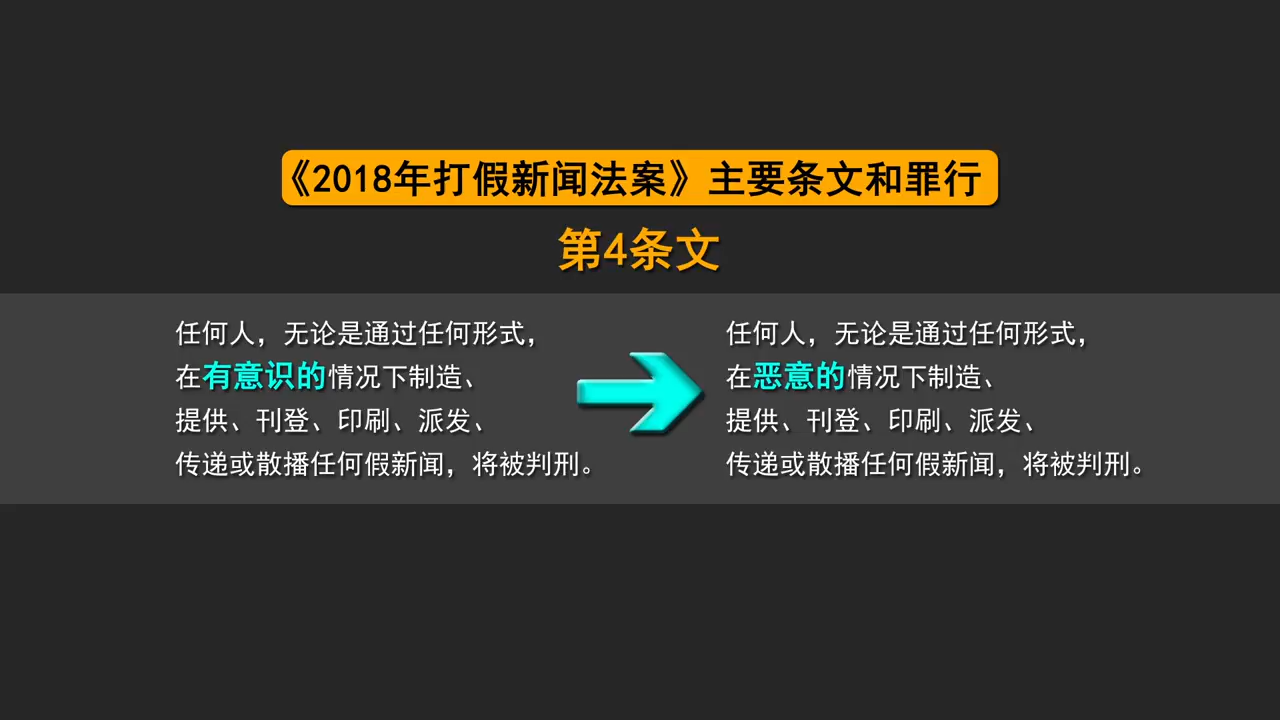 《2018年打假新闻法案》主要条文和罪行
第4条文
任何人，无论是通过任何形式，
在有意识的情况下制造、
提供、刊登、印刷、派发、
传递或散播任何假新闻，将被判刑。
任何人，无论是通过任何形式，
在恶意的情况下制造、
提供、刊登、印刷、派发、
传递或散播任何假新闻，将被判刑。